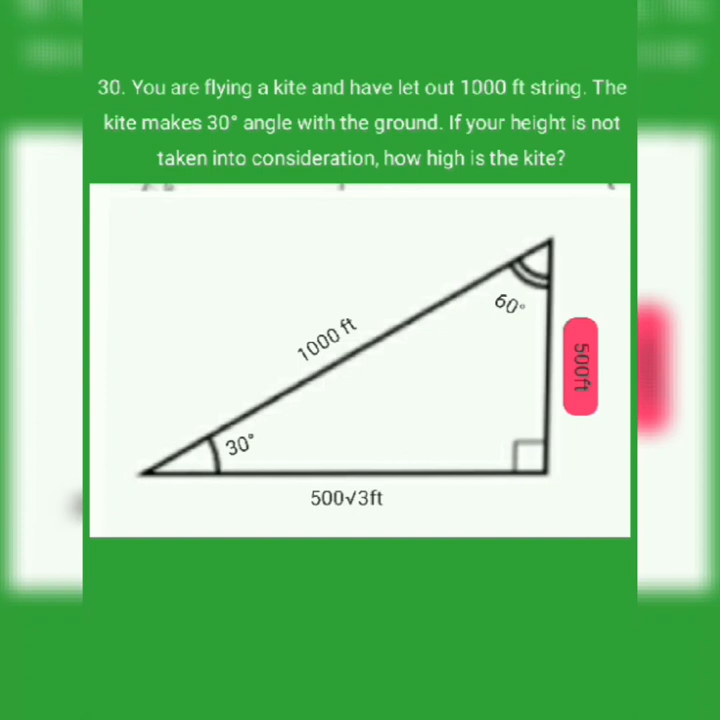 30. You are flying a kite and have let out 1000 ft string. The
kite makes 30° angle with the ground. If your height is not
taken into consideration, how high is the kite?
60°
1000 ft
500ft
30°
500√3ft